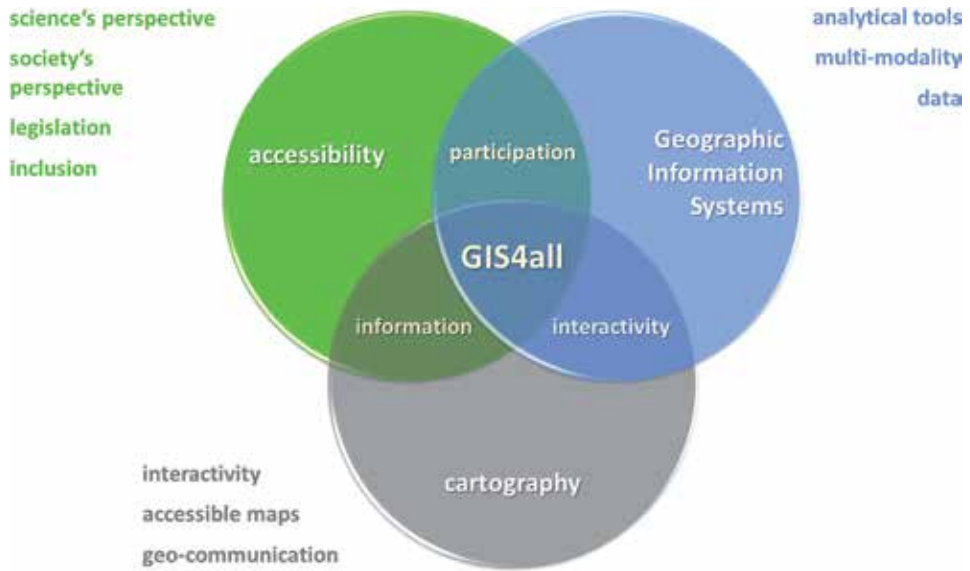 science's perspective
society's
perspective
legislation
inclusion
analytical tools
multi-modality
data
accessibility
participation
Geographic
Information
Systems
GIS4all
information
interactivity
cartography
interactivity
accessible maps
geo-communication